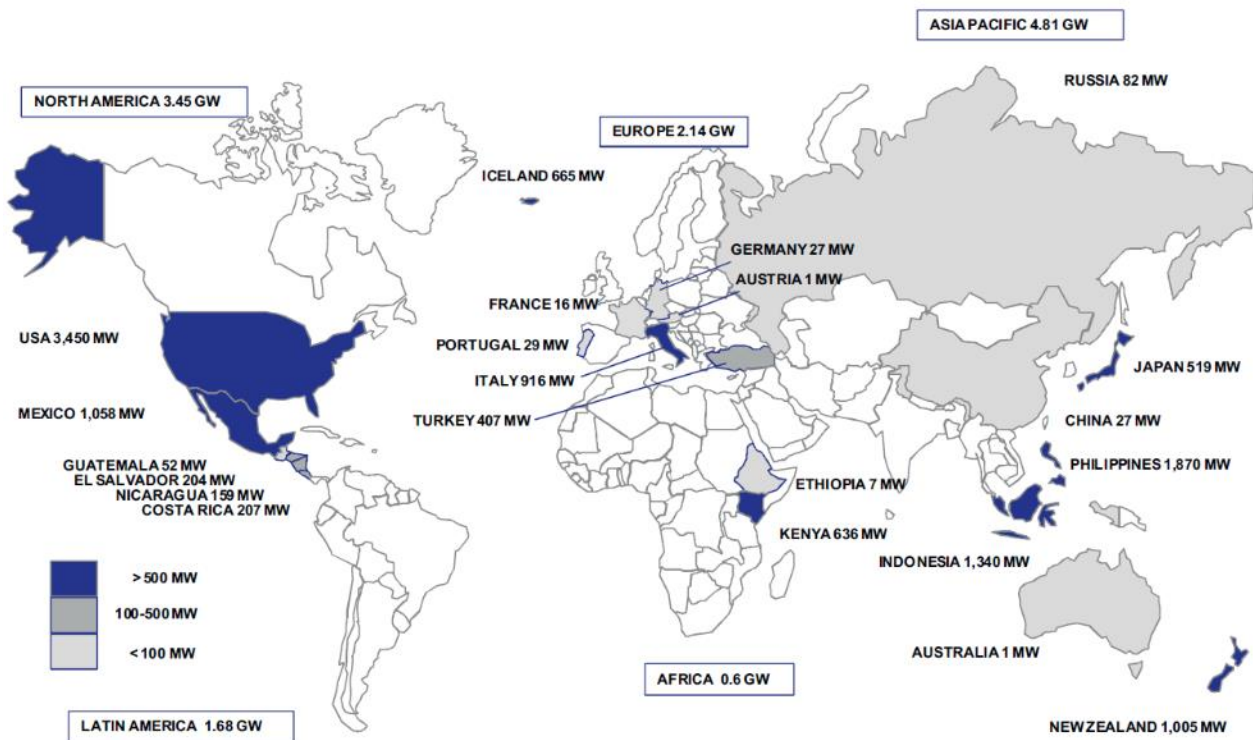 ASIA PACIFIC 4.81 GW
RUSSIA 82 MW
NORTH AMERICA 3.45 GW
EUROPE 2.14 GW
ICELAND 665 MW
GERMANY 27 MW
AUSTRIA 1 MW
FRANCE 16 MW
USA 3,450 MW
PORTUGAL 29 MW
JAPAN 519 MW
ITALY 916 MW
MEXICO 1,058 MW
TURKEY 407 MW
CHINA 27 MW
GUATEMALA 52 MW
EL SALVADOR 204 MW
NICARAGUA 159 MW
COSTA RICA 207 MW
PHILIPPINES 1,870 MW
ETHIOPIA 7 MW
KENYA 636 MW
INDONESIA 1,340 MW
> 500 MW
100-500 MW
< 100 MW
AUSTRALIA 1 MW
AFRICA 0.6 GW
LATIN AMERICA 1.68 GW
NEW ZEALAND 1,005 MW